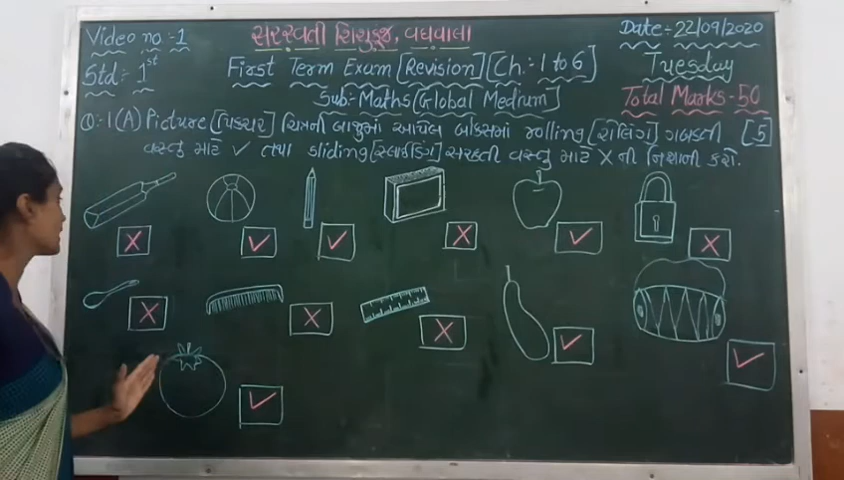 Video no :- 1
સરસ્વતી શિશુકુંજ, વઘવાલા
Date:- 22/09/2020
Std:- 1st
First Term Exam [Revision] [Ch.:- 1 to 6]
Tuesday
Sub:- Maths [Global Medium]
Total Marks - 50
Q:-1 (A) Picture [પિક્ચર] ચિત્રની બાજુમાં આપેલ બોક્સમાં rolling [રોલિંગ] ગબડતી [5]
વસ્તુ માટે ✓ તથા sliding [સ્લાઈડિંગ] સરકતી વસ્તુ માટે X ની નિશાની કરો.